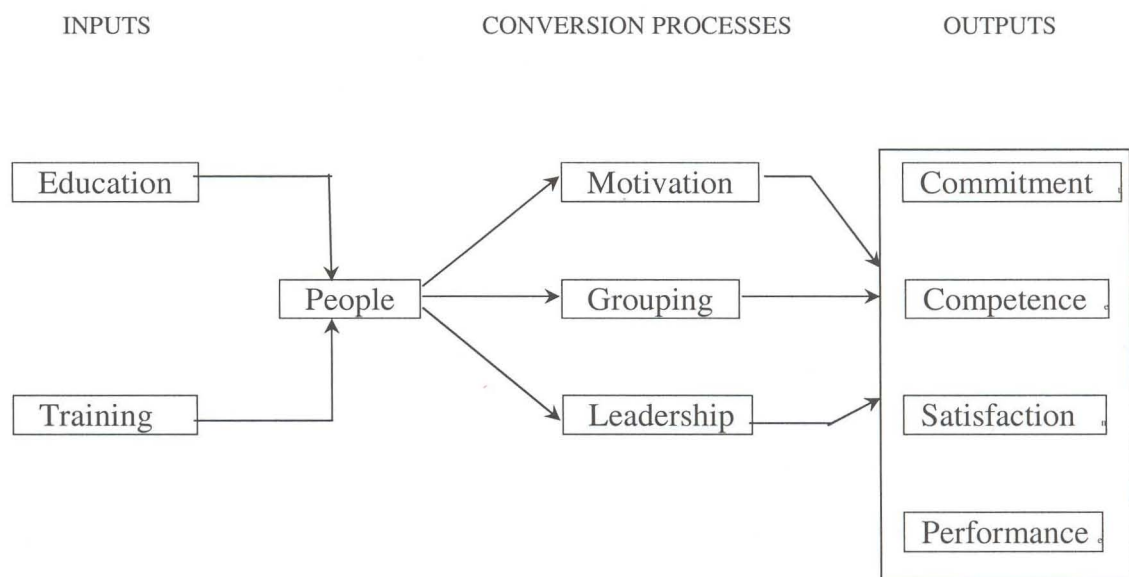 INPUTS CONVERSION PROCESSES OUTPUTS
Education Motivation Commitment
People Grouping Competence
Training Leadership Satisfaction
Performance